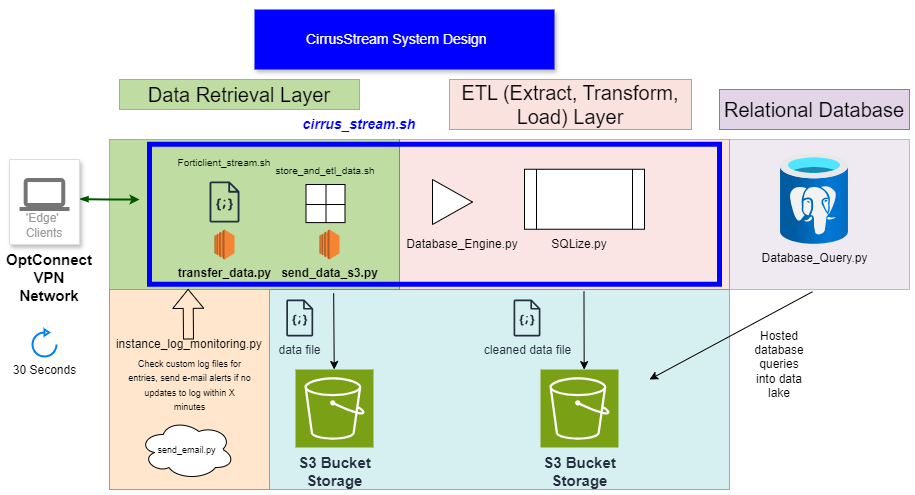 CirrusStream System Design
Data Retrieval Layer
ETL (Extract, Transform,
Load) Layer
Relational Database
cirrus_stream.sh
Forticlient_stream.sh
store_and_etl_data.sh
{;}
'Edge'
Clients
transfer_data.py
send_data_s3.py
Database_Engine.py
SQLize.py
Database_Query.py
OptConnect
VPN
Network
30 Seconds
instance_log_monitoring.py
Check custom log files for
entries, send e-mail alerts if no
updates to log within X
minutes
send_email.py
{;}
data file
{;}
cleaned data file
Hosted
database
queries
into data
lake
S3 Bucket
Storage
S3 Bucket
Storage